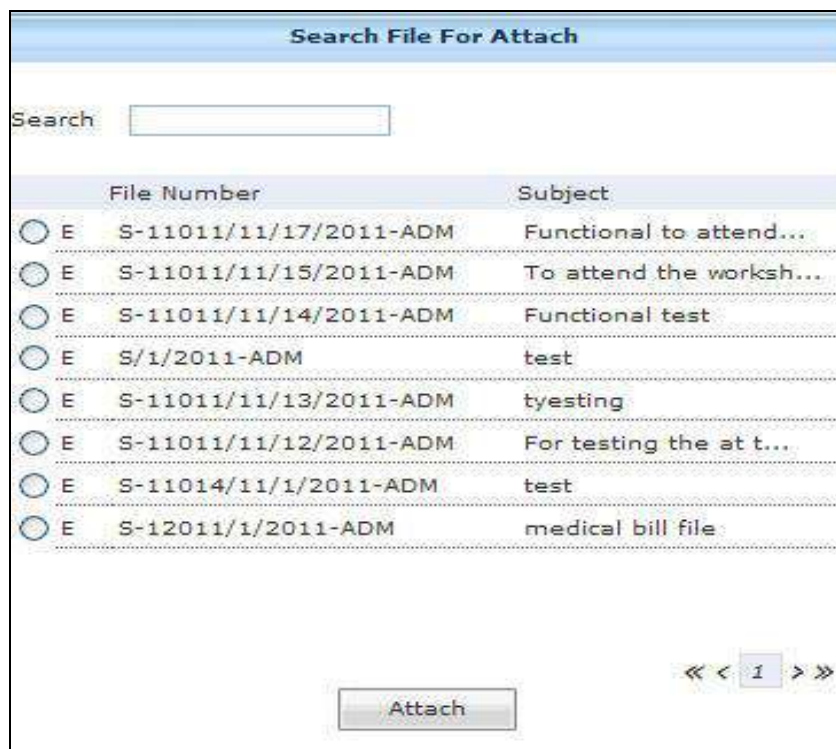 Search File For Attach
Search
File Number Subject
E S-11011/11/17/2011-ADM Functional to attend...
E S-11011/11/15/2011-ADM To attend the worksh...
E S-11011/11/14/2011-ADM Functional test
E S/1/2011-ADM test
E S-11011/11/13/2011-ADM tyesting
E S-11011/11/12/2011-ADM For testing the at t...
E S-11014/11/1/2011-ADM test
E S-12011/1/2011-ADM medical bill file
« < 1 > »
Attach